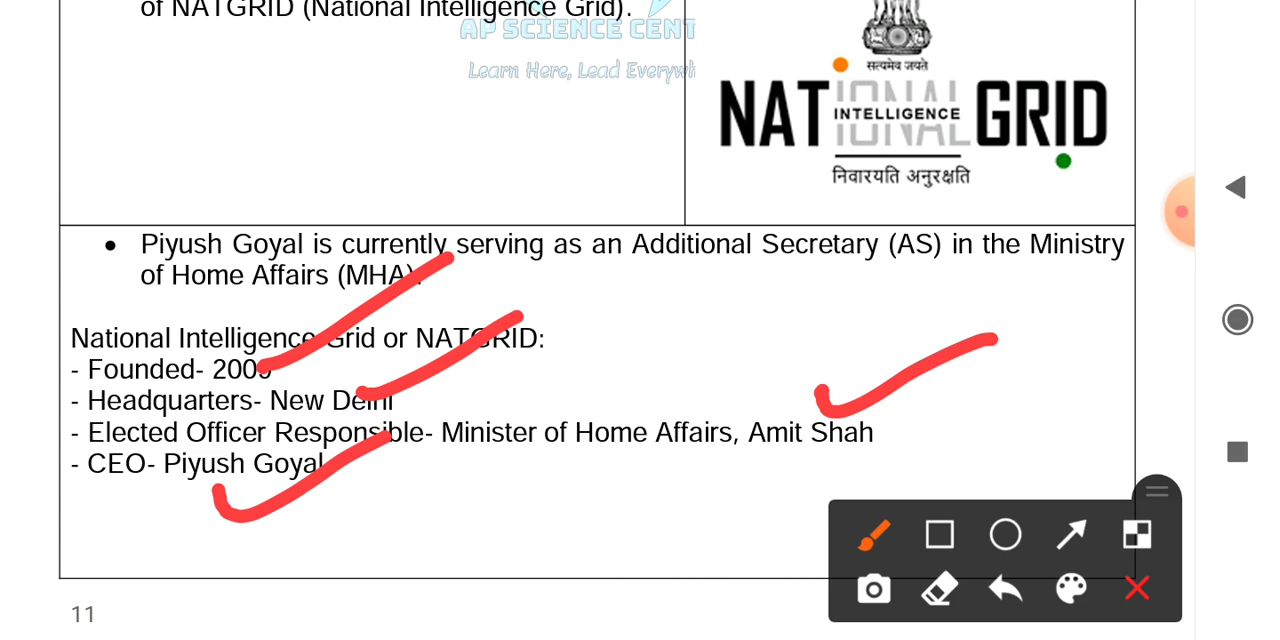 of NATGRID (National Intelligence Grid).
AP SCIENCE CENT
Learn Here, Lead Everywh
सत्यमेव जयते
NATIONAL GRID
INTELLIGENCE
निवारयति अनुरक्षति
• Piyush Goyal is currently serving as an Additional Secretary (AS) in the Ministry
of Home Affairs (MHA).
National Intelligence Grid or NATGRID:
- Founded- 2009
- Headquarters- New Delhi
- Elected Officer Responsible- Minister of Home Affairs, Amit Shah
- CEO- Piyush Goyal
11